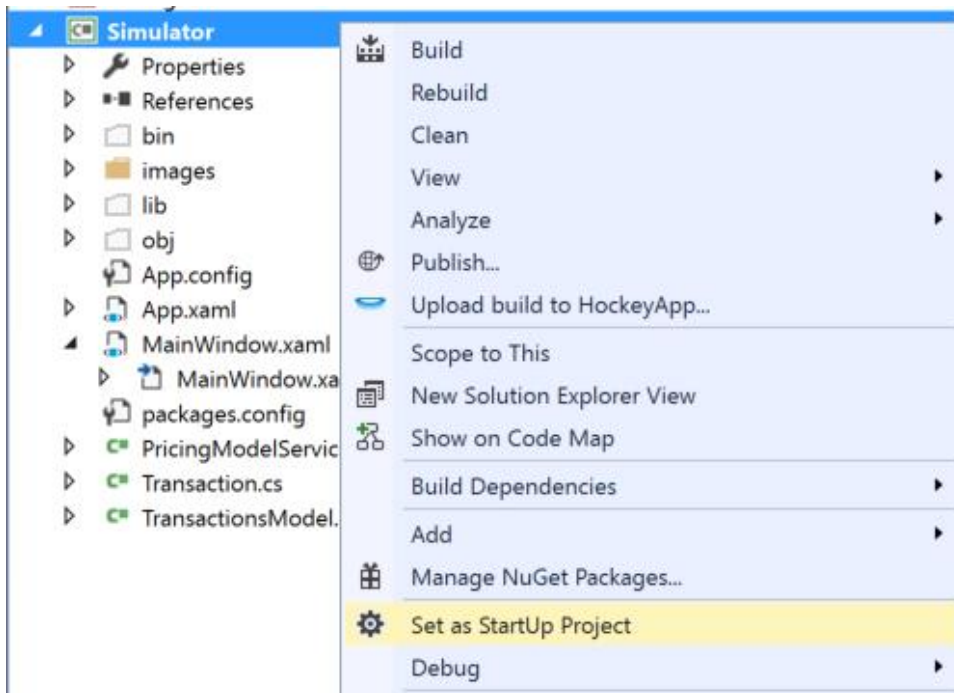 Simulator
Properties
References
bin
images
lib
obj
App.config
App.xaml
MainWindow.xaml
MainWindow.xa
packages.config
PricingModelServic
Transaction.cs
TransactionsModel.
Build
Rebuild
Clean
View
Analyze
Publish...
Upload build to HockeyApp...
Scope to This
New Solution Explorer View
Show on Code Map
Build Dependencies
Add
Manage NuGet Packages...
Set as StartUp Project
Debug